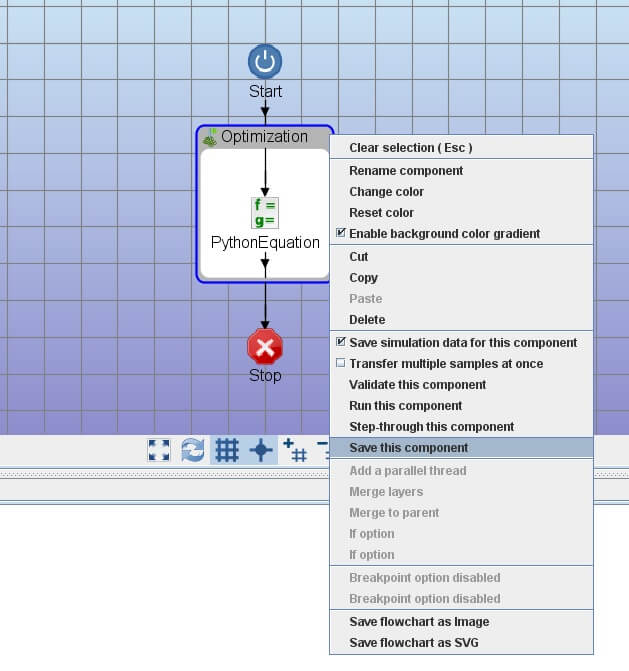 Start
Optimization
f =
g=
PythonEquation
Stop
Clear selection ( Esc )
Rename component
Change color
Reset color
Enable background color gradient
Cut
Copy
Paste
Delete
Save simulation data for this component
Transfer multiple samples at once
Validate this component
Run this component
Step-through this component
Save this component
Add a parallel thread
Merge layers
Merge to parent
If option
If option
Breakpoint option disabled
Breakpoint option disabled
Save flowchart as Image
Save flowchart as SVG